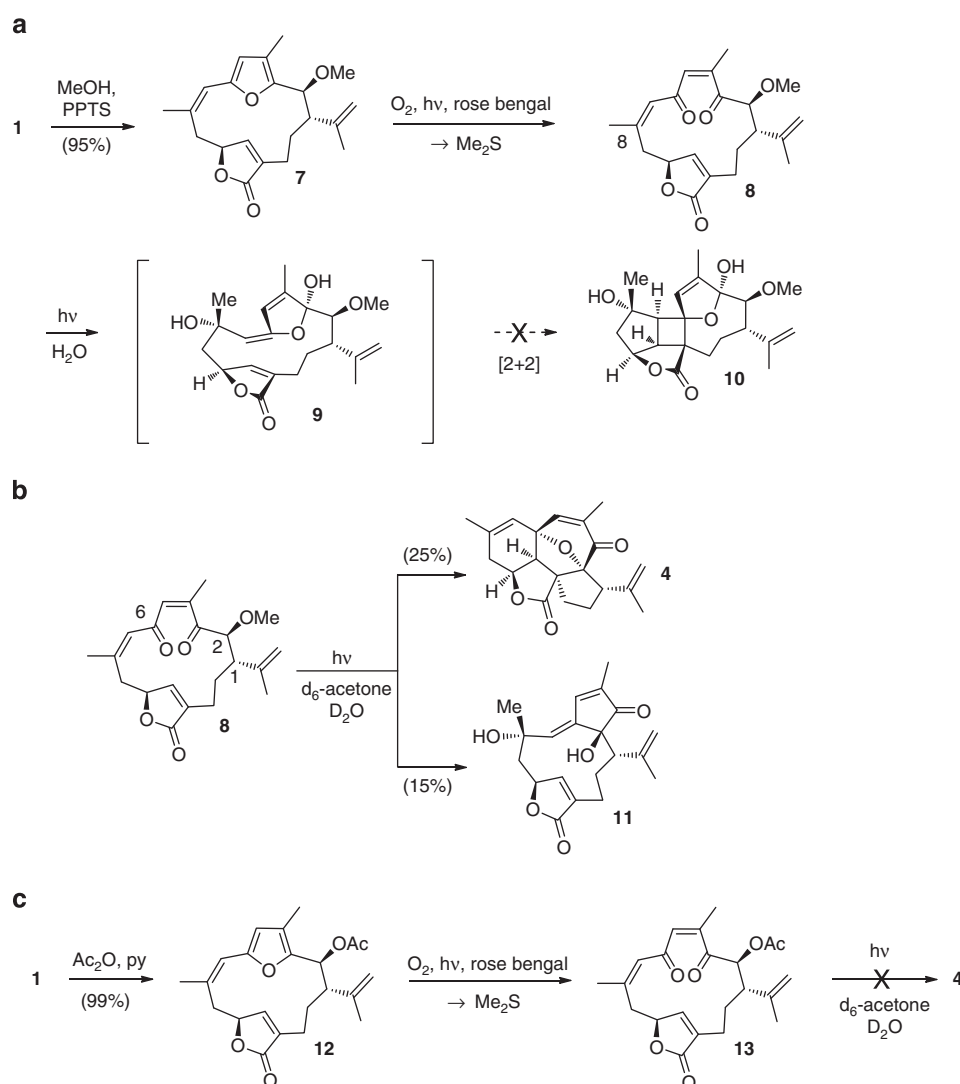 a
1
MeOH,
PPTS
(95%)
O
OMe
O
O
7
O2, hν, rose bengal
→ Me2S
O
O
OMe
8
O
O
8
hν
H2O
Me
HO
OH
O
OMe
H
O
O
9
X
[2+2]
Me
HO
H
H
OH
O
OMe
H
O
O
10
b
6
O
O
OMe
2
1
O
O
8
hν
d6-acetone
D2O
(25%)
H
O
O
H
O
O
4
(15%)
Me
HO
O
HO
O
O
11
c
1
Ac2O, py
(99%)
O
OAc
O
O
12
O2, hν, rose bengal
→ Me2S
O
O
OAc
O
O
13
hν
X
d6-acetone
D2O
4